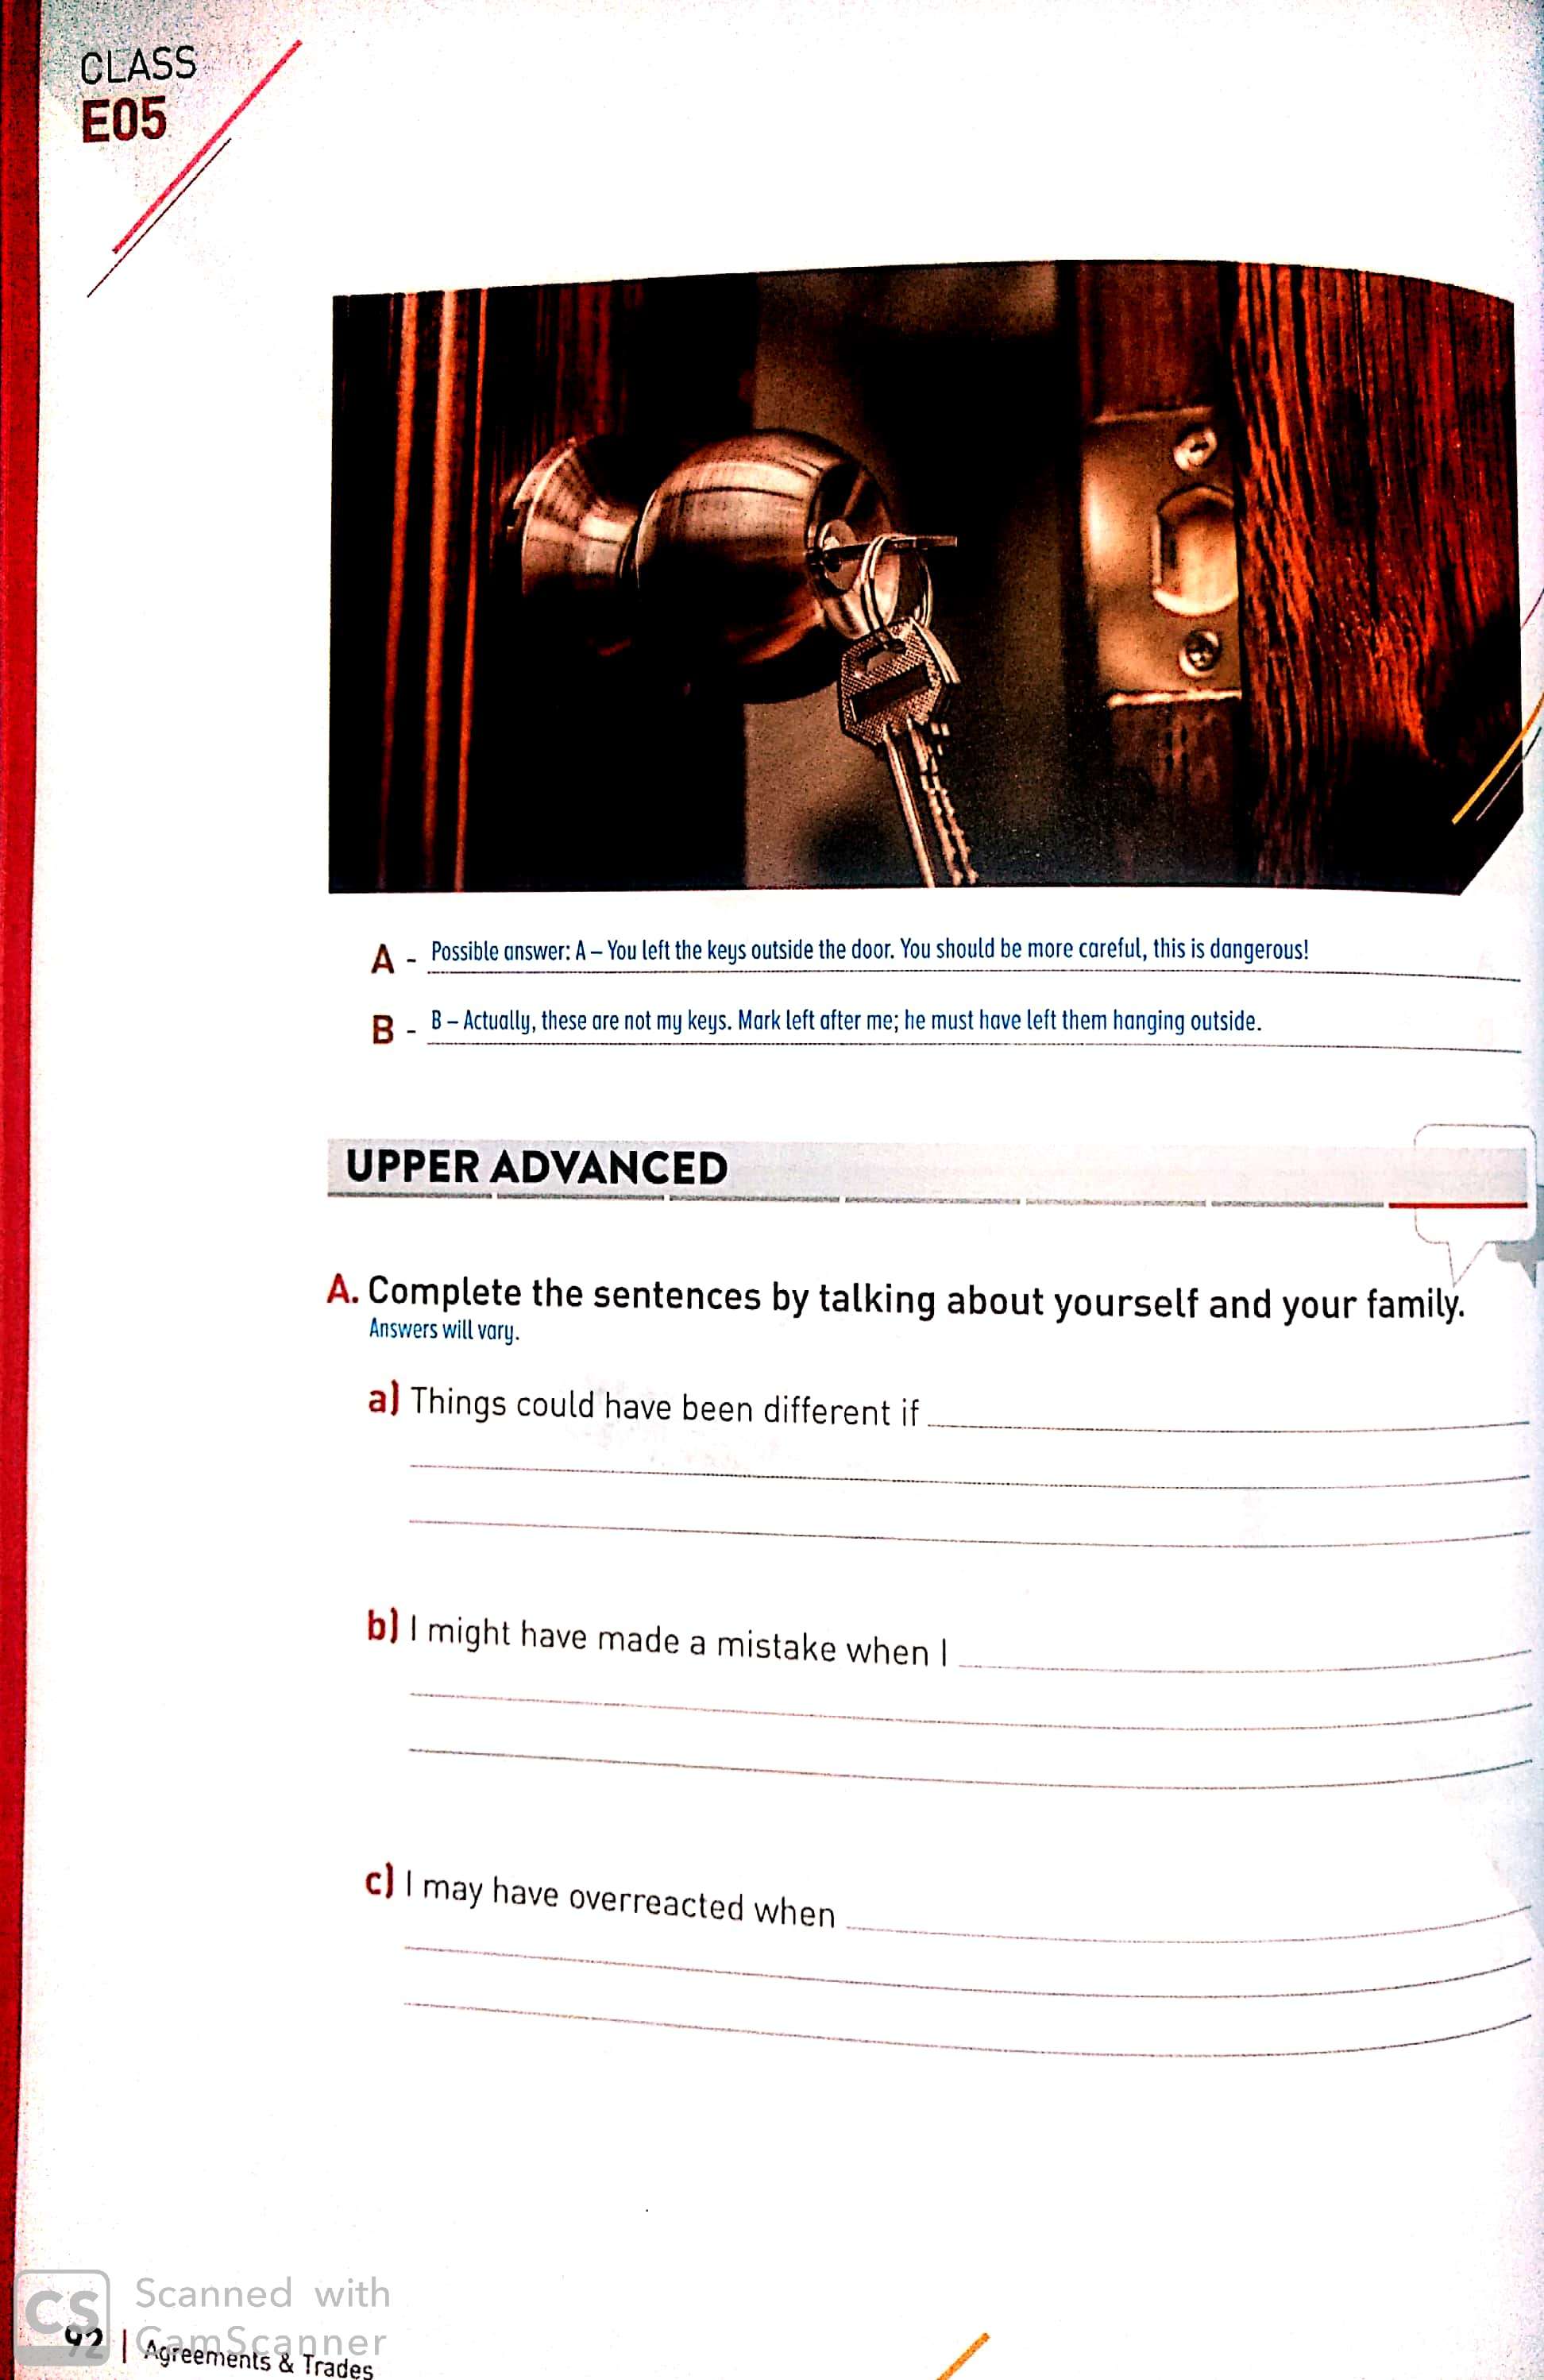 CLASS
E05
A - Possible answer: A – You left the keys outside the door. You should be more careful, this is dangerous!
B - B – Actually, these are not my keys. Mark left after me; he must have left them hanging outside.
UPPER ADVANCED
A. Complete the sentences by talking about yourself and your family.
Answers will vary.
a) Things could have been different if
b) I might have made a mistake when I
c) I may have overreacted when
CS Scanned with
CamScanner
92 | Agreements & Trades